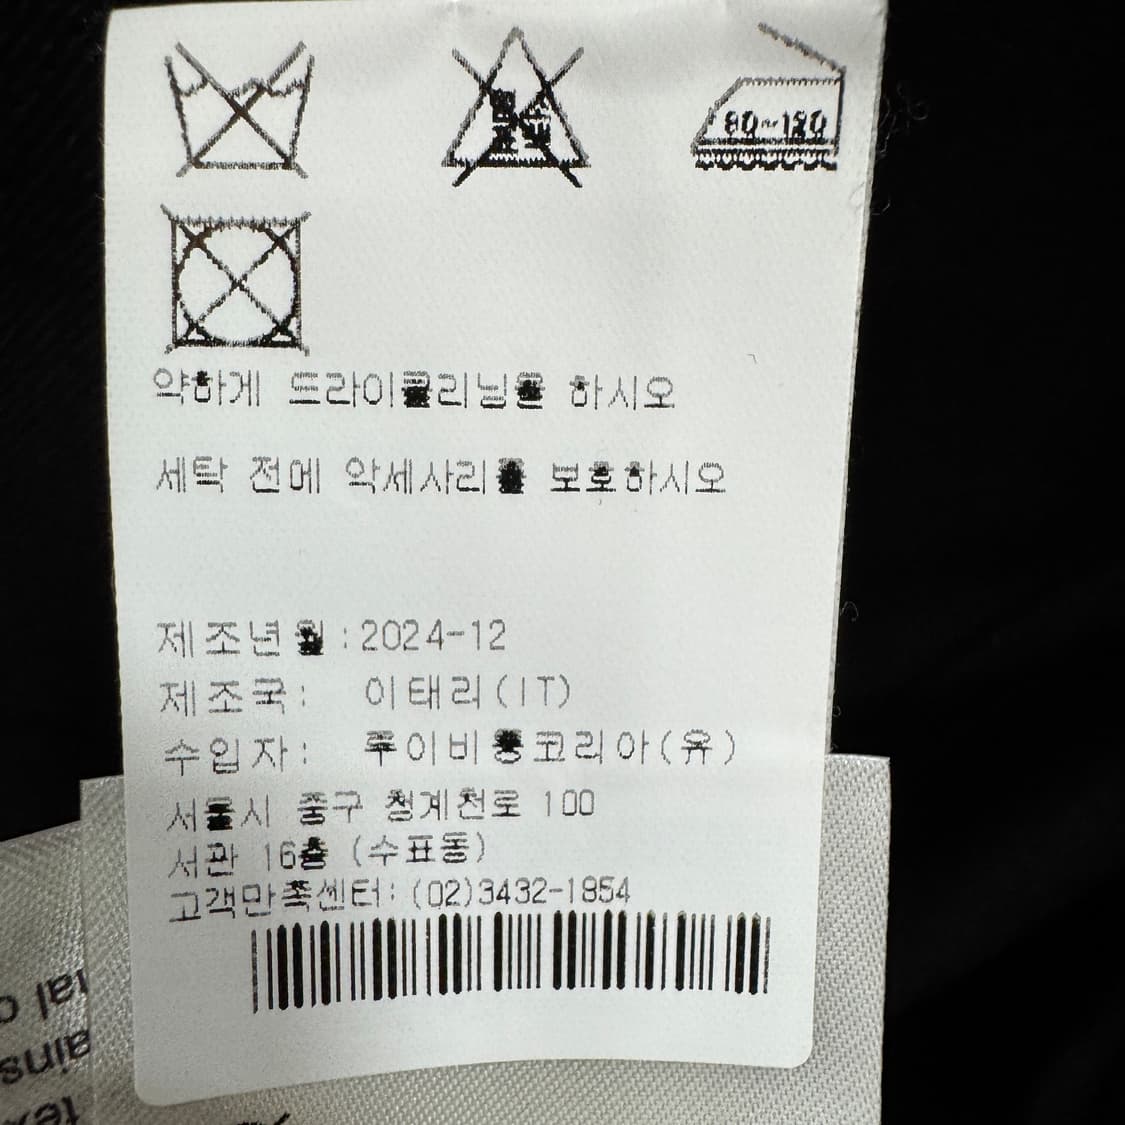 80~120
약하게 드라이클리닝을 하시오
세탁 전에 악세사리를 보호하시오
제조년월:2024-12
제조국: 이태리(IT)
수입자: 루이비통코리아(유)
서울시 중구 청계천로 100
서관 16층 (수표동)
고객만족센터:(02)3432-1854